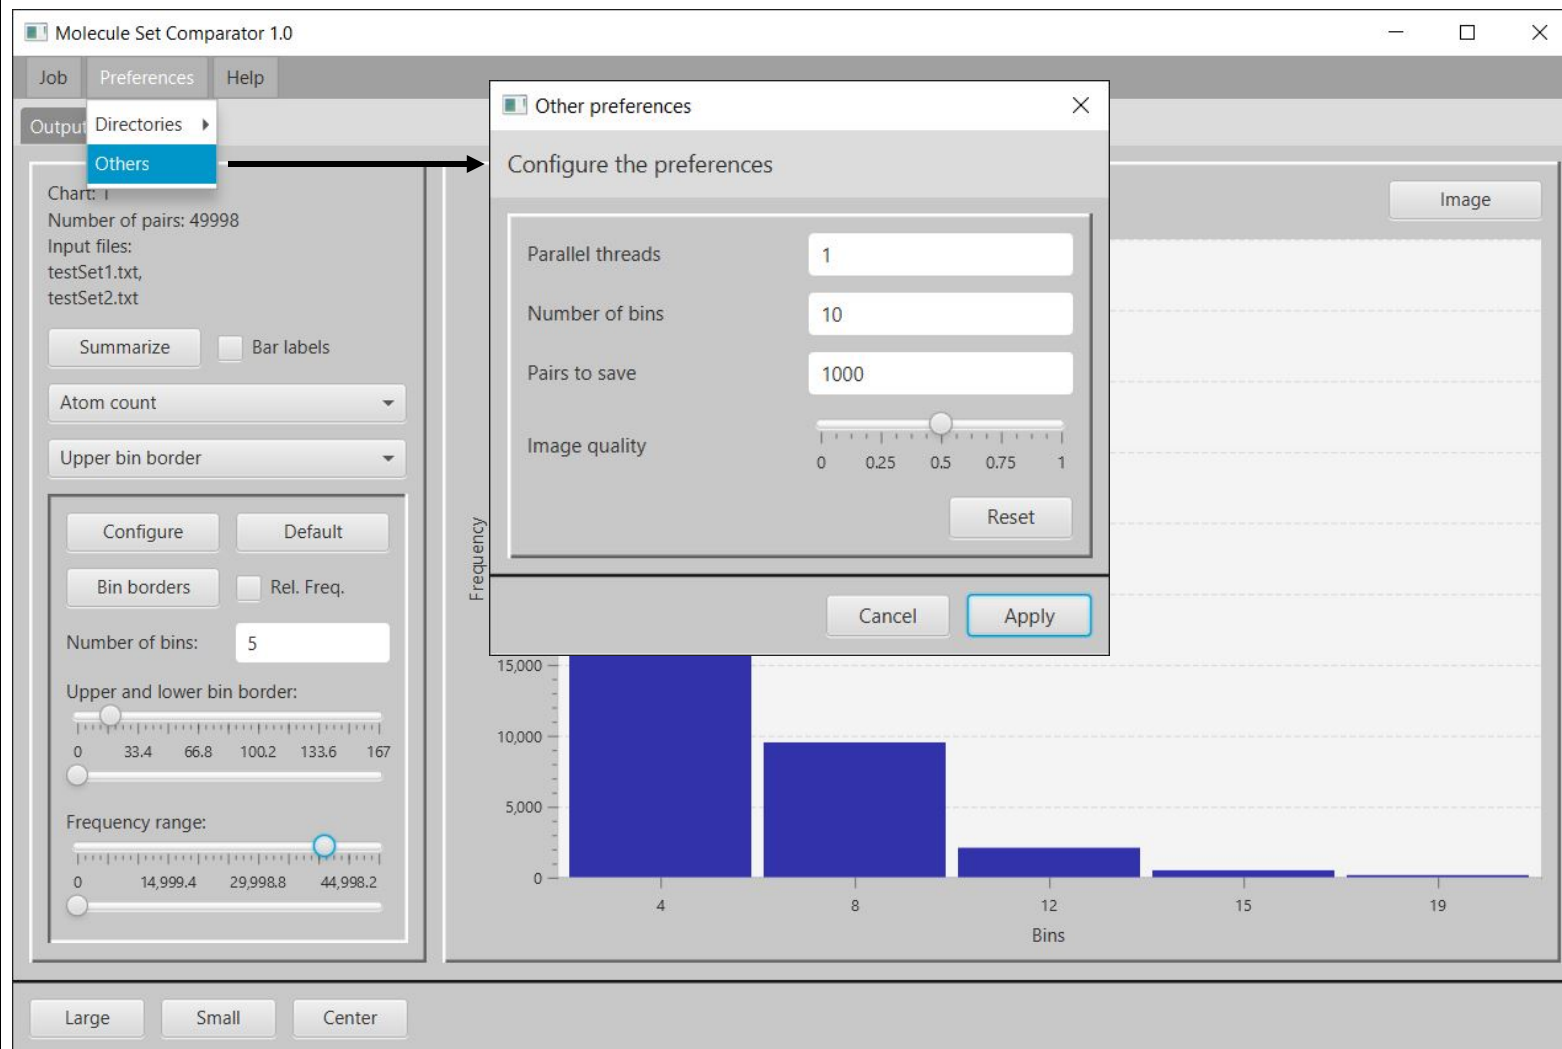 Molecule Set Comparator 1.0
Job Preferences Help
Output
Directories
Others
Chart: 1
Number of pairs: 49998
Input files:
testSet1.txt,
testSet2.txt
Summarize Bar labels
Atom count
Upper bin border
Configure Default
Bin borders Rel. Freq.
Number of bins: 5
Upper and lower bin border:
0 33.4 66.8 100.2 133.6 167
Frequency range:
0 14,999.4 29,998.8 44,998.2
Other preferences
Configure the preferences
Parallel threads 1
Number of bins 10
Pairs to save 1000
Image quality
0 0.25 0.5 0.75 1
Reset
Cancel Apply
Image
Frequency
15,000
10,000
5,000
0
4 8 12 15 19
Bins
Large Small Center